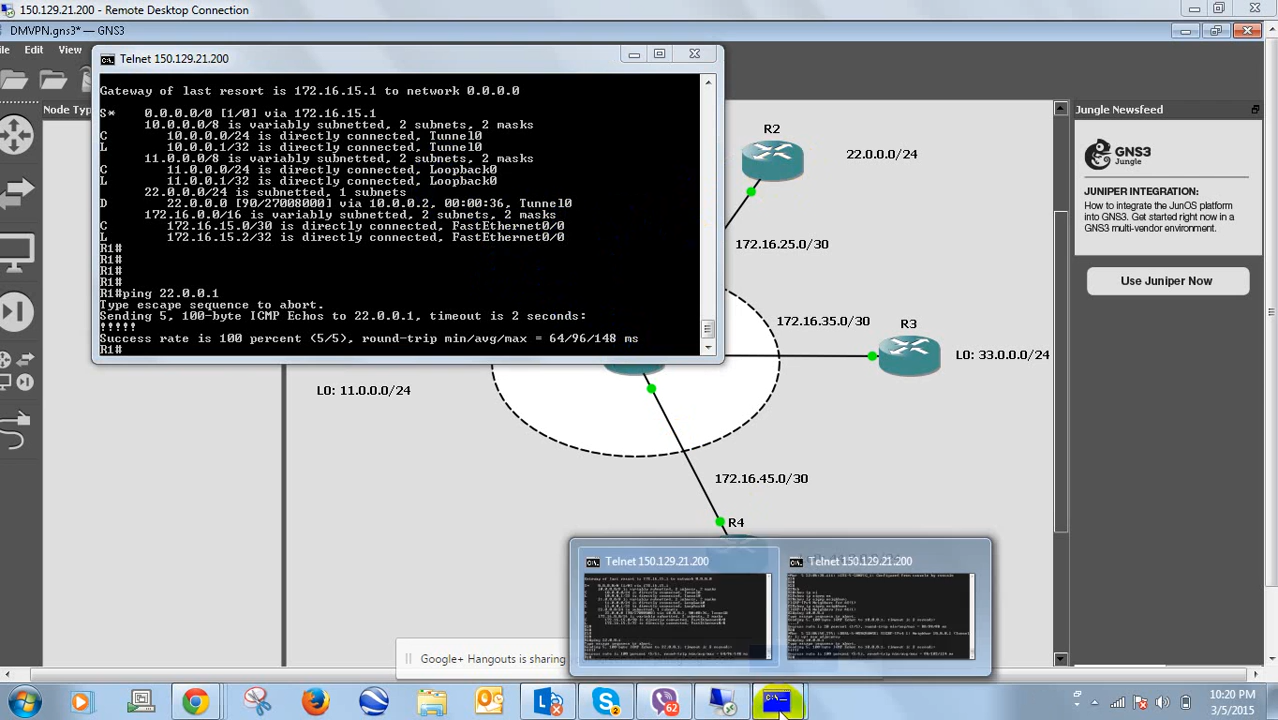 150.129.21.200 - Remote Desktop Connection
DMVPN.gns3* — GNS3
File Edit View
Telnet 150.129.21.200
Gateway of last resort is 172.16.15.1 to network 0.0.0.0
S* 0.0.0.0/0 [1/0] via 172.16.15.1
10.0.0.0/8 is variably subnetted, 2 subnets, 2 masks
C 10.0.0.0/24 is directly connected, Tunnel0
L 10.0.0.1/32 is directly connected, Tunnel0
11.0.0.0/8 is variably subnetted, 2 subnets, 2 masks
C 11.0.0.0/24 is directly connected, Loopback0
L 11.0.0.1/32 is directly connected, Loopback0
22.0.0.0/24 is subnetted, 1 subnets
D 22.0.0.0 [90/27008000] via 10.0.0.2, 00:00:36, Tunnel0
172.16.0.0/16 is variably subnetted, 2 subnets, 2 masks
C 172.16.15.0/30 is directly connected, FastEthernet0/0
L 172.16.15.2/32 is directly connected, FastEthernet0/0
R1#
R1#
R1#
R1#
R1#ping 22.0.0.1
Type escape sequence to abort.
Sending 5, 100-byte ICMP Echos to 22.0.0.1, timeout is 2 seconds:
!!!!!
Success rate is 100 percent (5/5), round-trip min/avg/max = 64/96/148 ms
R1#
Node Typ
R2
22.0.0.0/24
172.16.25.0/30
172.16.35.0/30
R3
L0: 33.0.0.0/24
L0: 11.0.0.0/24
172.16.45.0/30
R4
Jungle Newsfeed
GNS3
Jungle
JUNIPER INTEGRATION:
How to integrate the JunOS platform
into GNS3. Get started right now in a
GNS3 multi-vendor environment.
Use Juniper Now
Telnet 150.129.21.200
Telnet 150.129.21.200
Google+ Hangouts is sharing
62
10:20 PM
3/5/2015